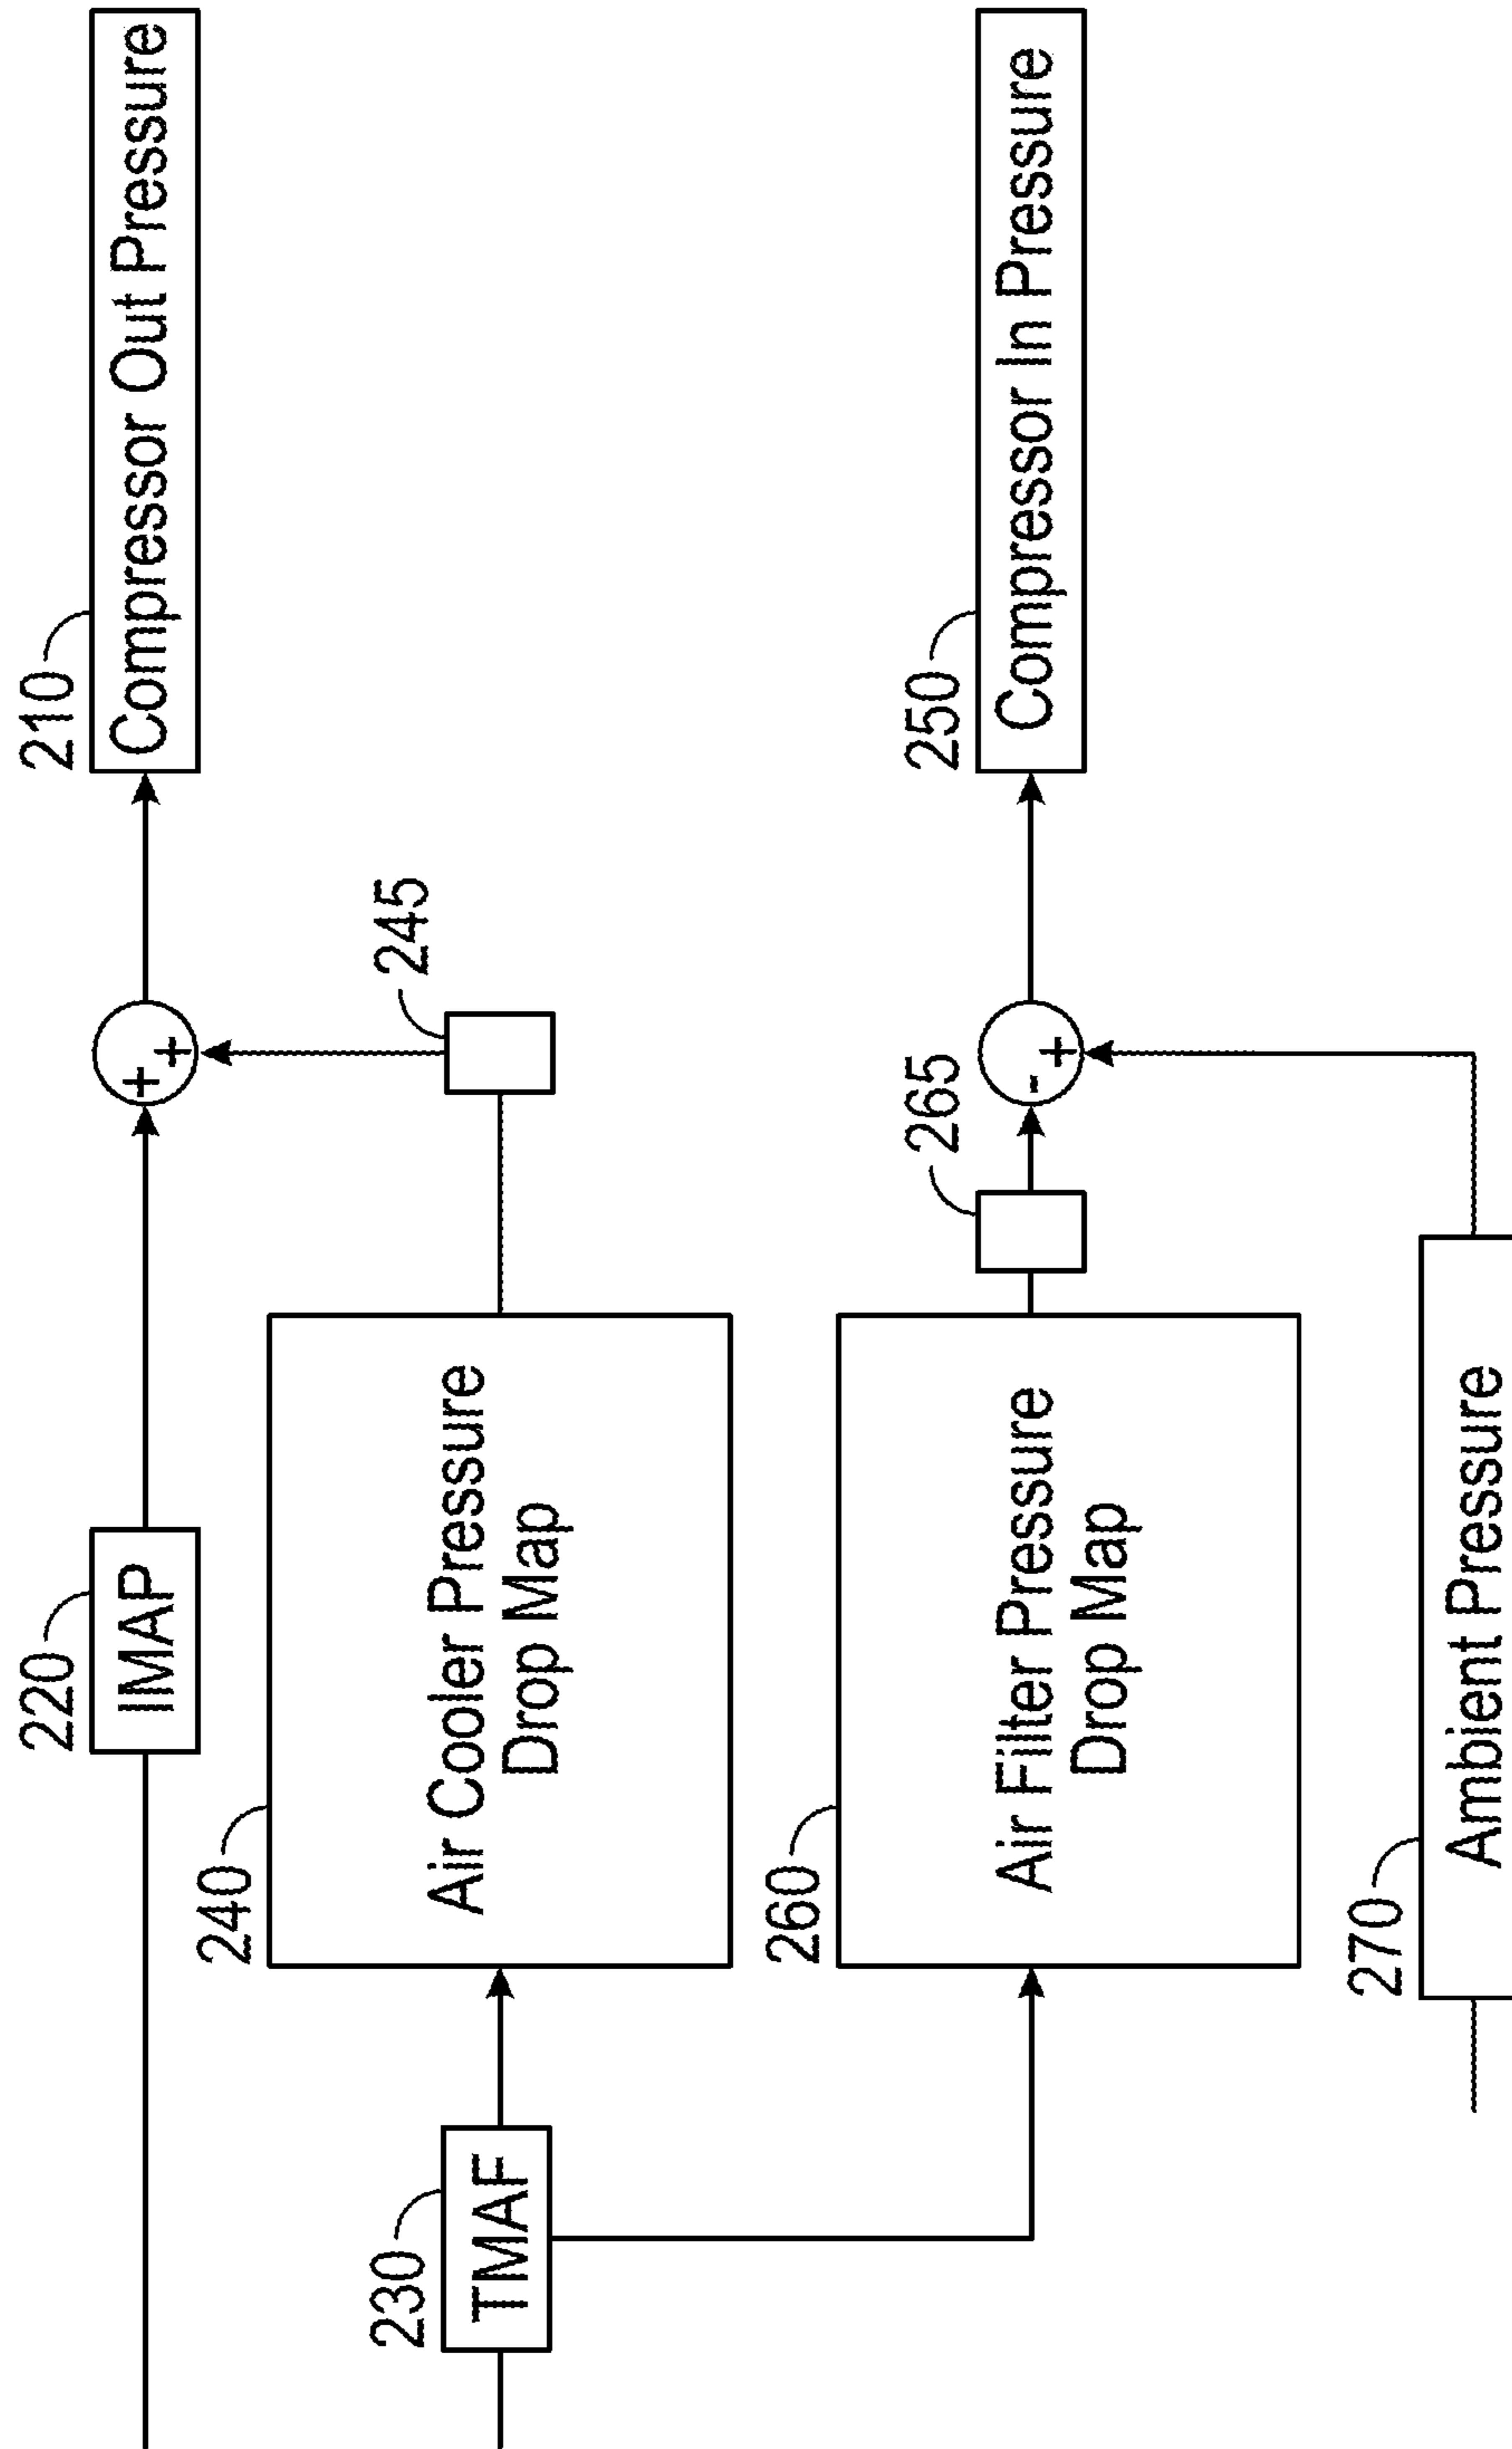 220
IMAP
210
Compressor Out Pressure
+
+
240
Air Cooler Pressure
Drop Map
245
230
TMAF
260
Air Filter Pressure
Drop Map
265
-
+
250
Compressor In Pressure
270
Ambient Pressure